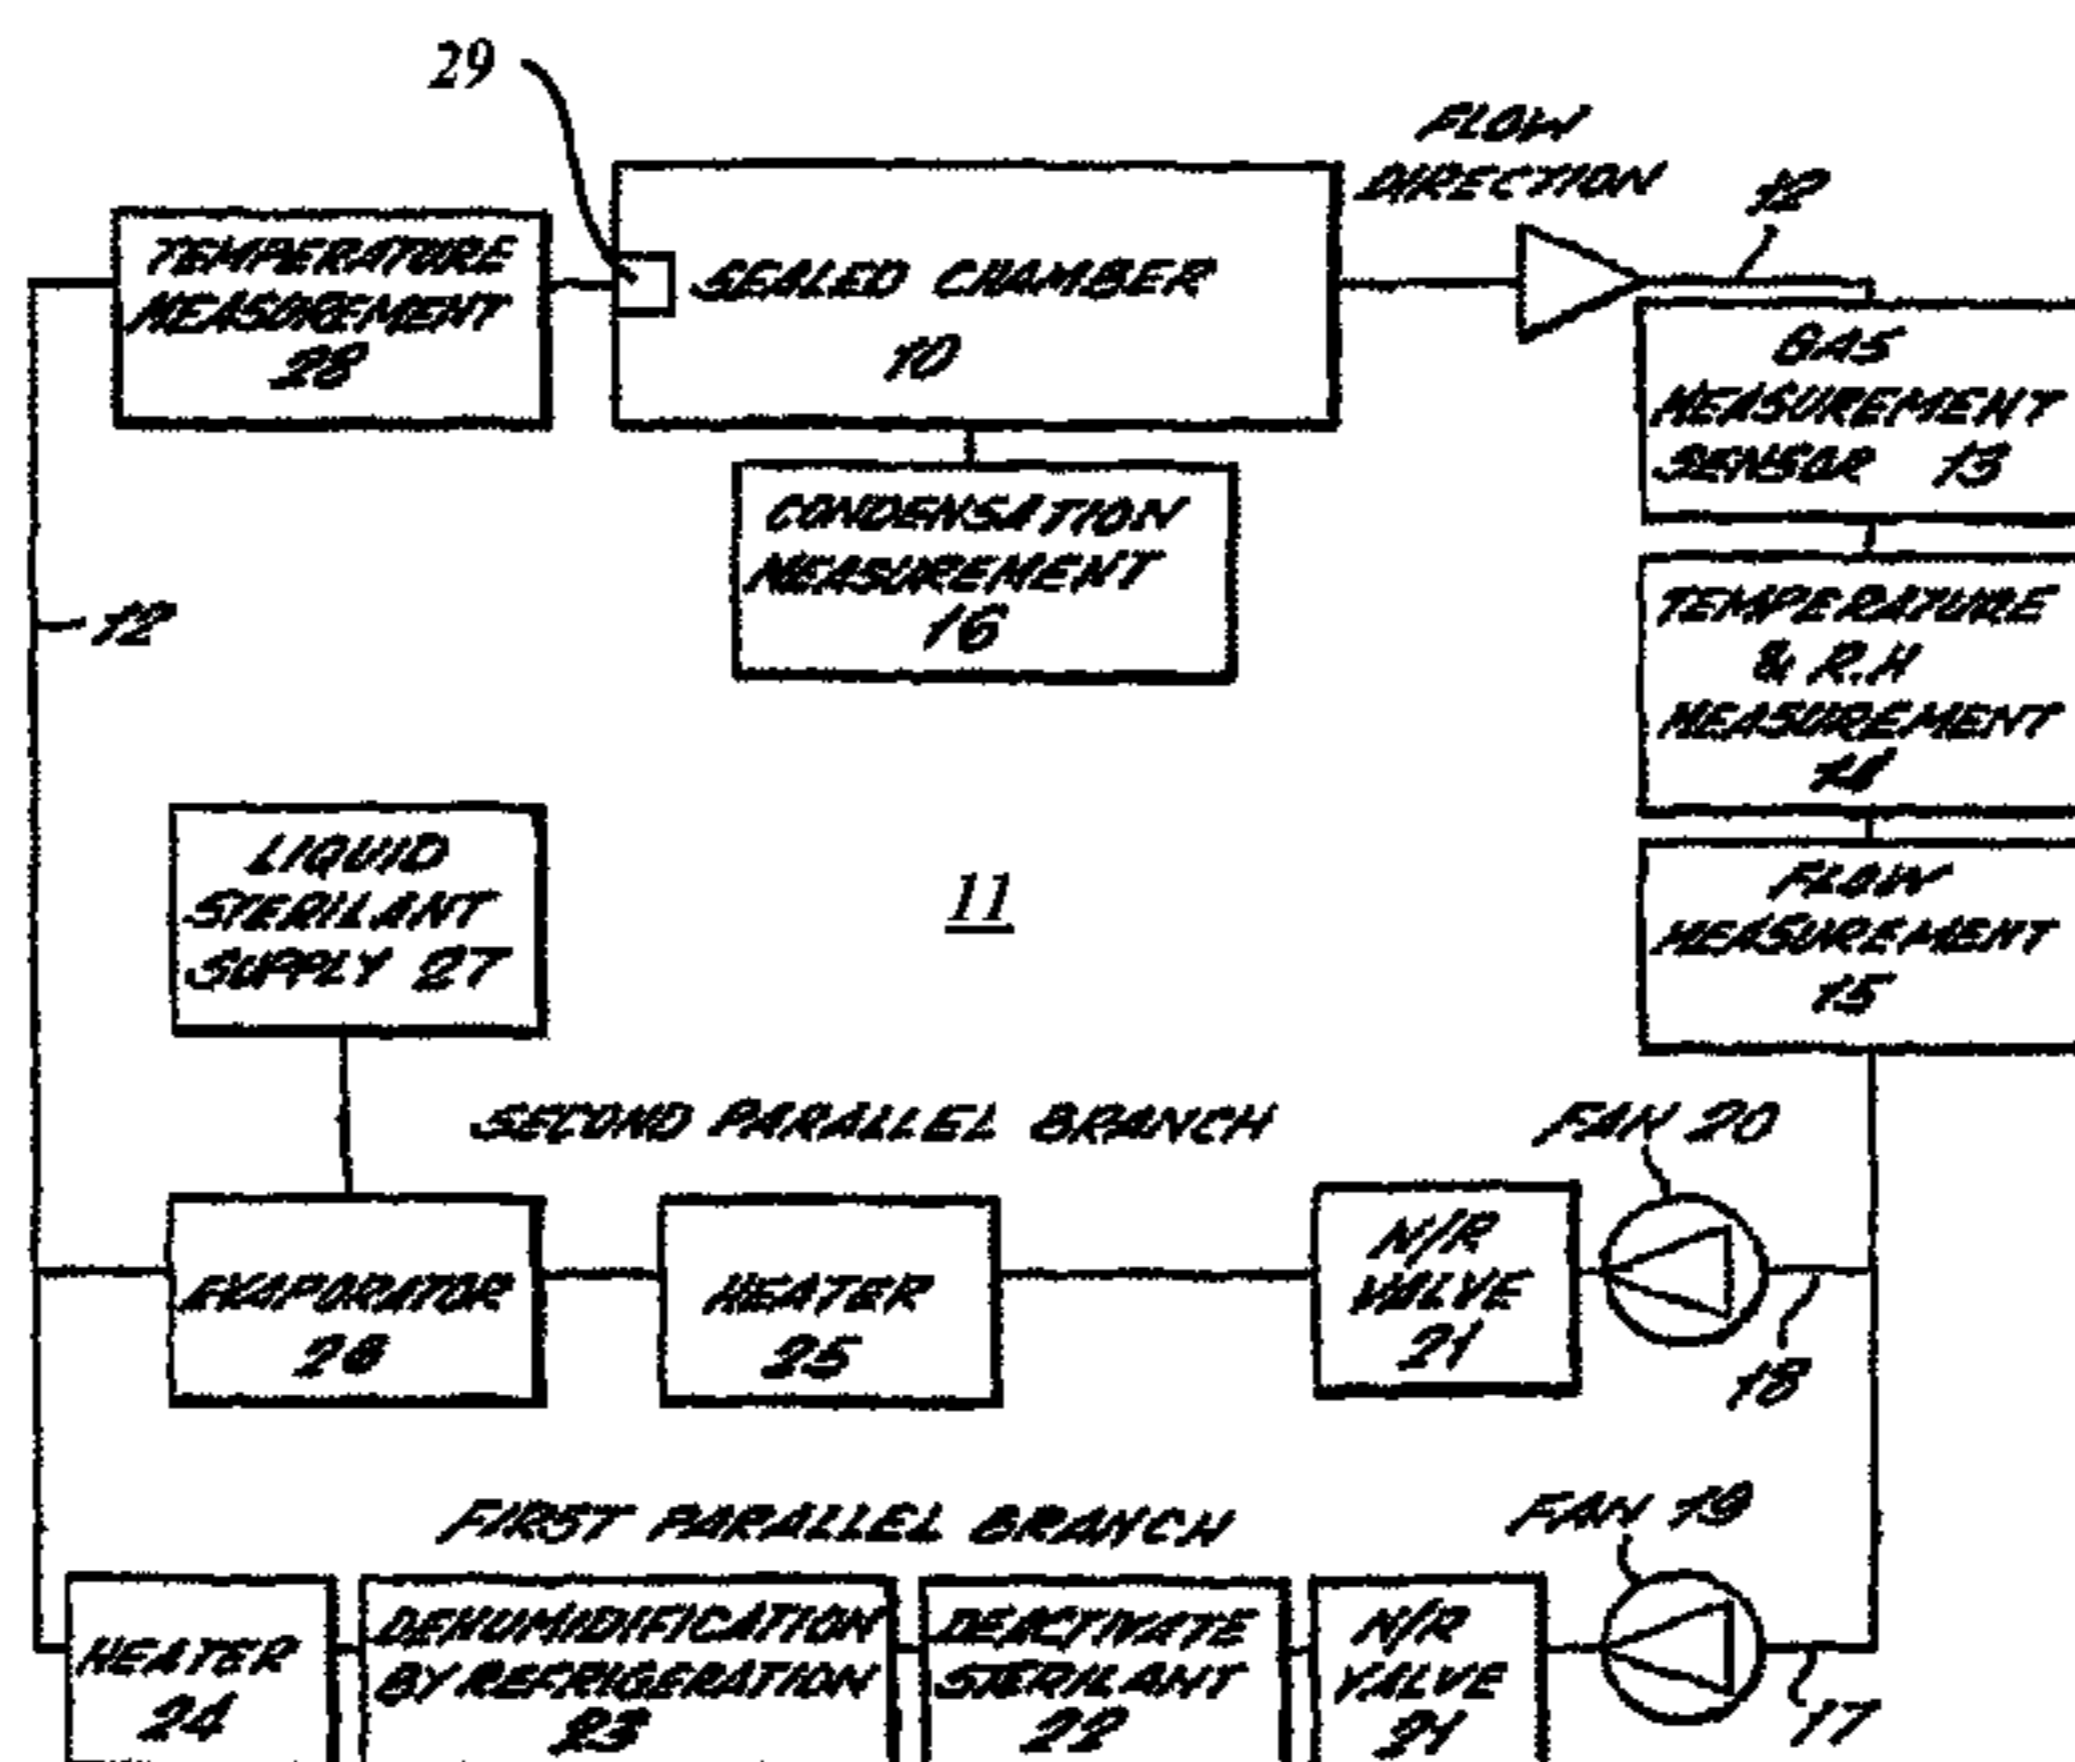 29
FLOW
DIRECTION
12
TEMPERATURE
MEASUREMENT
28
SEALED CHAMBER
10
GAS
MEASUREMENT
SENSOR 13
CONDENSATION
MEASUREMENT
16
TEMPERATURE
& R.H
MEASUREMENT
14
12
LIQUID
STERILANT
SUPPLY 27
11
FLOW
MEASUREMENT
15
SECOND PARALLEL BRANCH
FAN 20
EVAPORATOR
26
HEATER
25
N/R
VALVE
21
18
FIRST PARALLEL BRANCH
FAN 19
HEATER
24
DEHUMIDIFICATION
BY REFRIGERATION
23
DEACTIVATE
STERILANT
22
N/R
VALVE
21
17